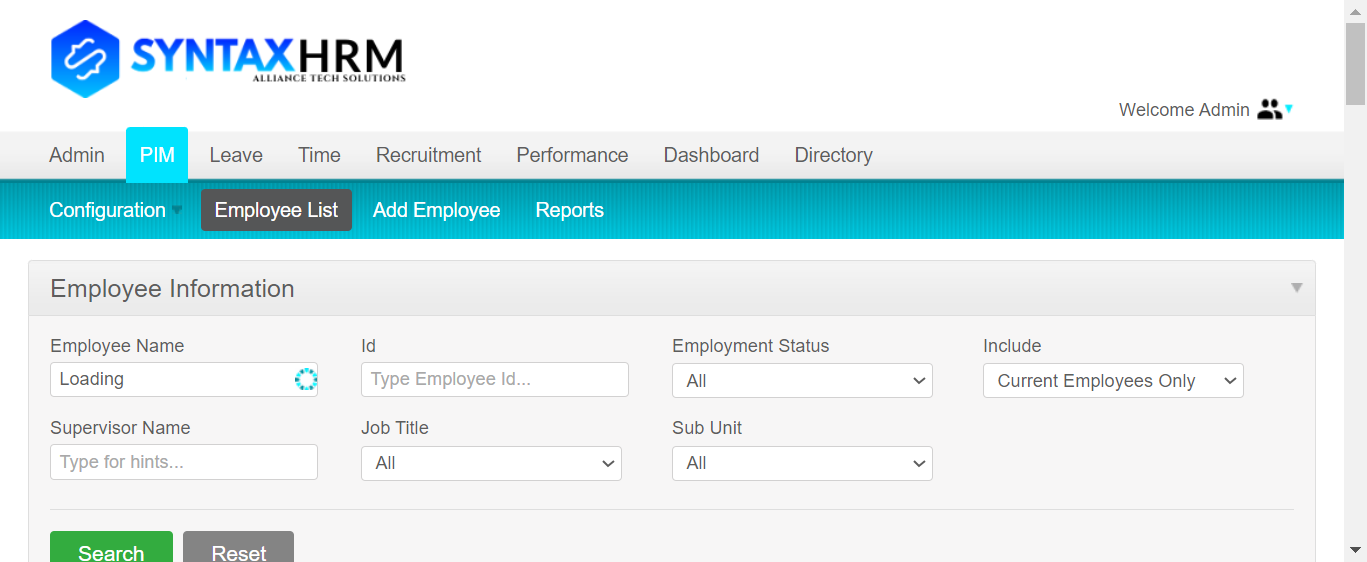 SYNTAXHRM
ALLIANCE TECH SOLUTIONS
Welcome Admin
Admin PIM Leave Time Recruitment Performance Dashboard Directory
Configuration Employee List Add Employee Reports
Employee Information
Employee Name Id Employment Status Include
Loading Type Employee Id... All Current Employees Only
Supervisor Name Job Title Sub Unit
Type for hints... All All
Search Reset